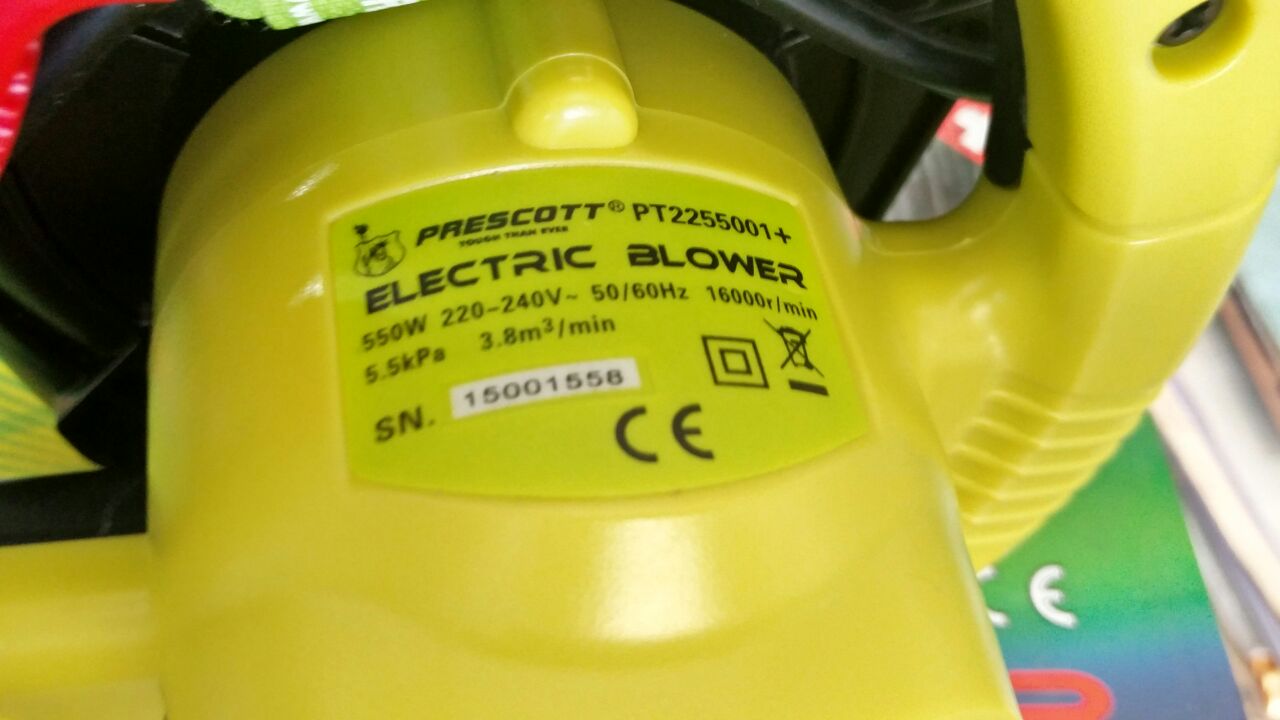 PRESCOTT® PT2255001+
TOUGH THAN EVER
ELECTRIC BLOWER
550W 220-240V~ 50/60Hz 16000r/min
5.5kPa 3.8m³/min
SN. 15001558
CE
CE